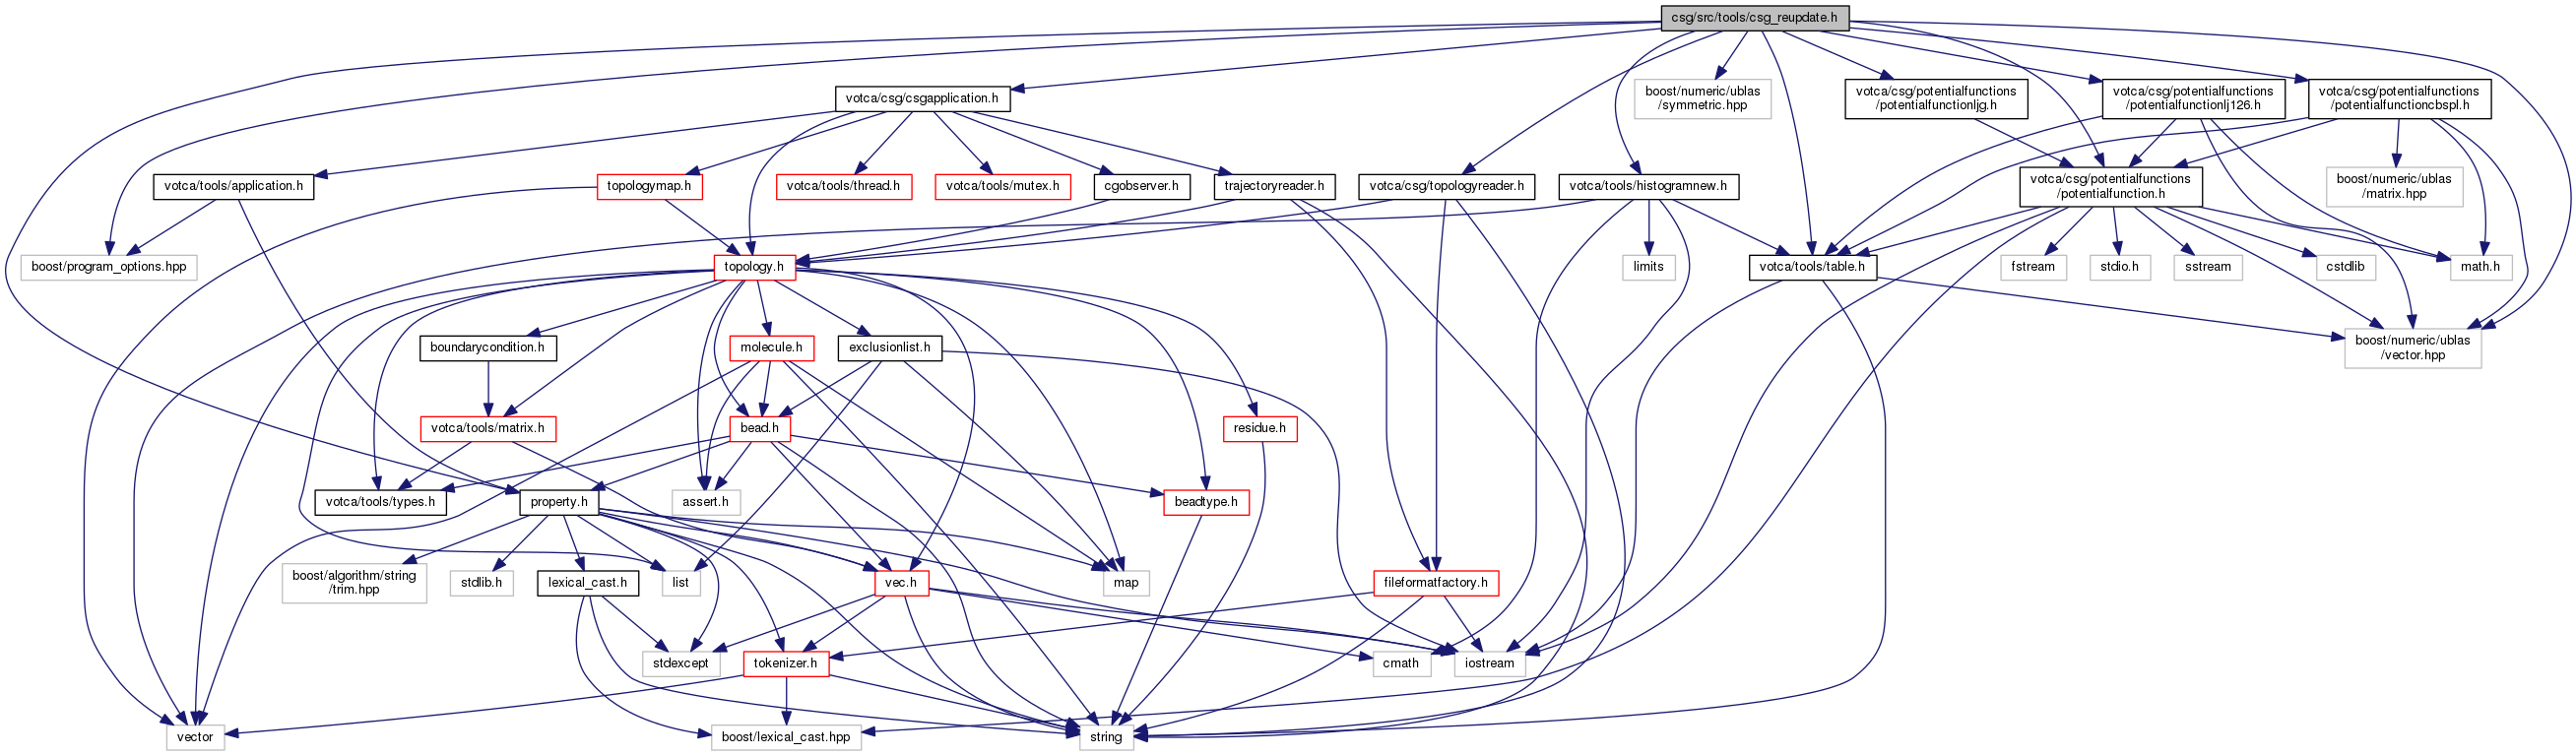 csg/src/tools/csg_reupdate.h
votca/csg/csgapplication.h
boost/numeric/ublas
/symmetric.hpp
votca/csg/potentialfunctions
/potentialfunctionljg.h
votca/csg/potentialfunctions
/potentialfunctionlj126.h
votca/csg/potentialfunctions
/potentialfunctioncbspl.h
votca/tools/application.h
topologymap.h
votca/tools/thread.h
votca/tools/mutex.h
cgobserver.h
trajectoryreader.h
votca/csg/topologyreader.h
votca/tools/histogramnew.h
votca/csg/potentialfunctions
/potentialfunction.h
boost/numeric/ublas
/matrix.hpp
boost/program_options.hpp
topology.h
limits
votca/tools/table.h
fstream
stdio.h
sstream
cstdlib
math.h
boundarycondition.h
molecule.h
exclusionlist.h
boost/numeric/ublas
/vector.hpp
votca/tools/matrix.h
bead.h
residue.h
votca/tools/types.h
property.h
assert.h
beadtype.h
boost/algorithm/string
/trim.hpp
stdlib.h
lexical_cast.h
list
vec.h
map
fileformatfactory.h
stdexcept
tokenizer.h
cmath
iostream
vector
boost/lexical_cast.hpp
string